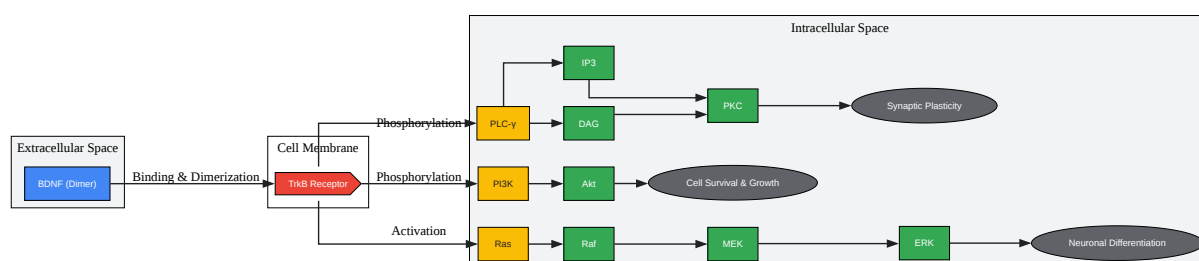 Intracellular Space
IP3
PKC
Synaptic Plasticity
Phosphorylation
PLC-γ
DAG
Extracellular Space
Cell Membrane
BDNF (Dimer)
Binding & Dimerization
TrkB Receptor
Phosphorylation
PI3K
Akt
Cell Survival & Growth
Activation
Ras
Raf
MEK
ERK
Neuronal Differentiation